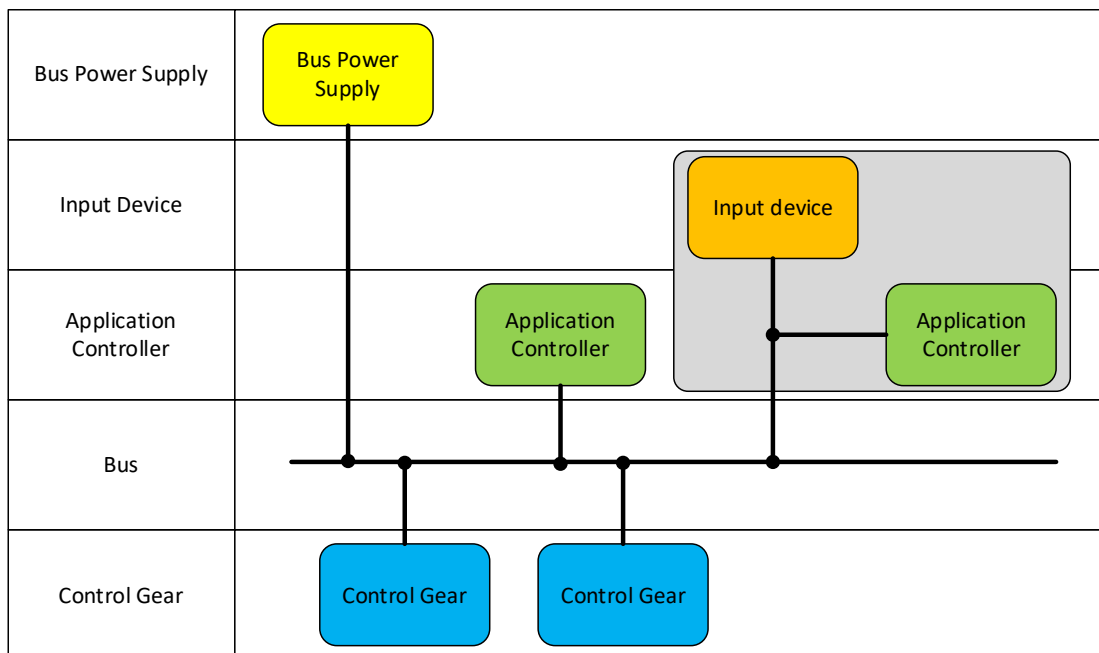 Bus Power Supply
Bus Power
Supply
Input Device
Input device
Application
Controller
Application
Controller
Application
Controller
Bus
Control Gear
Control Gear
Control Gear